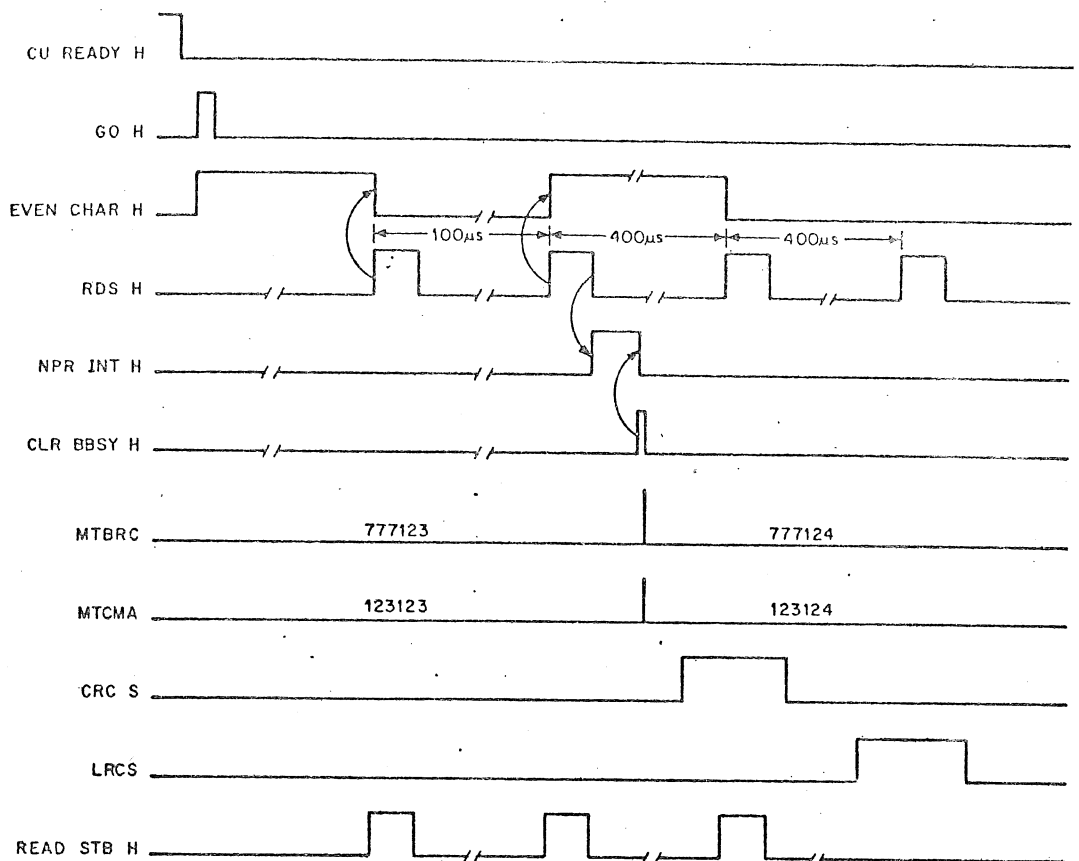 CU READY H
GO H
EVEN CHAR H
100µs 400µs 400µs
RDS H
NPR INT H
CLR BBSY H
777123 777124
MTBRC
123123 123124
MTCMA
CRC S
LRCS
READ STB H